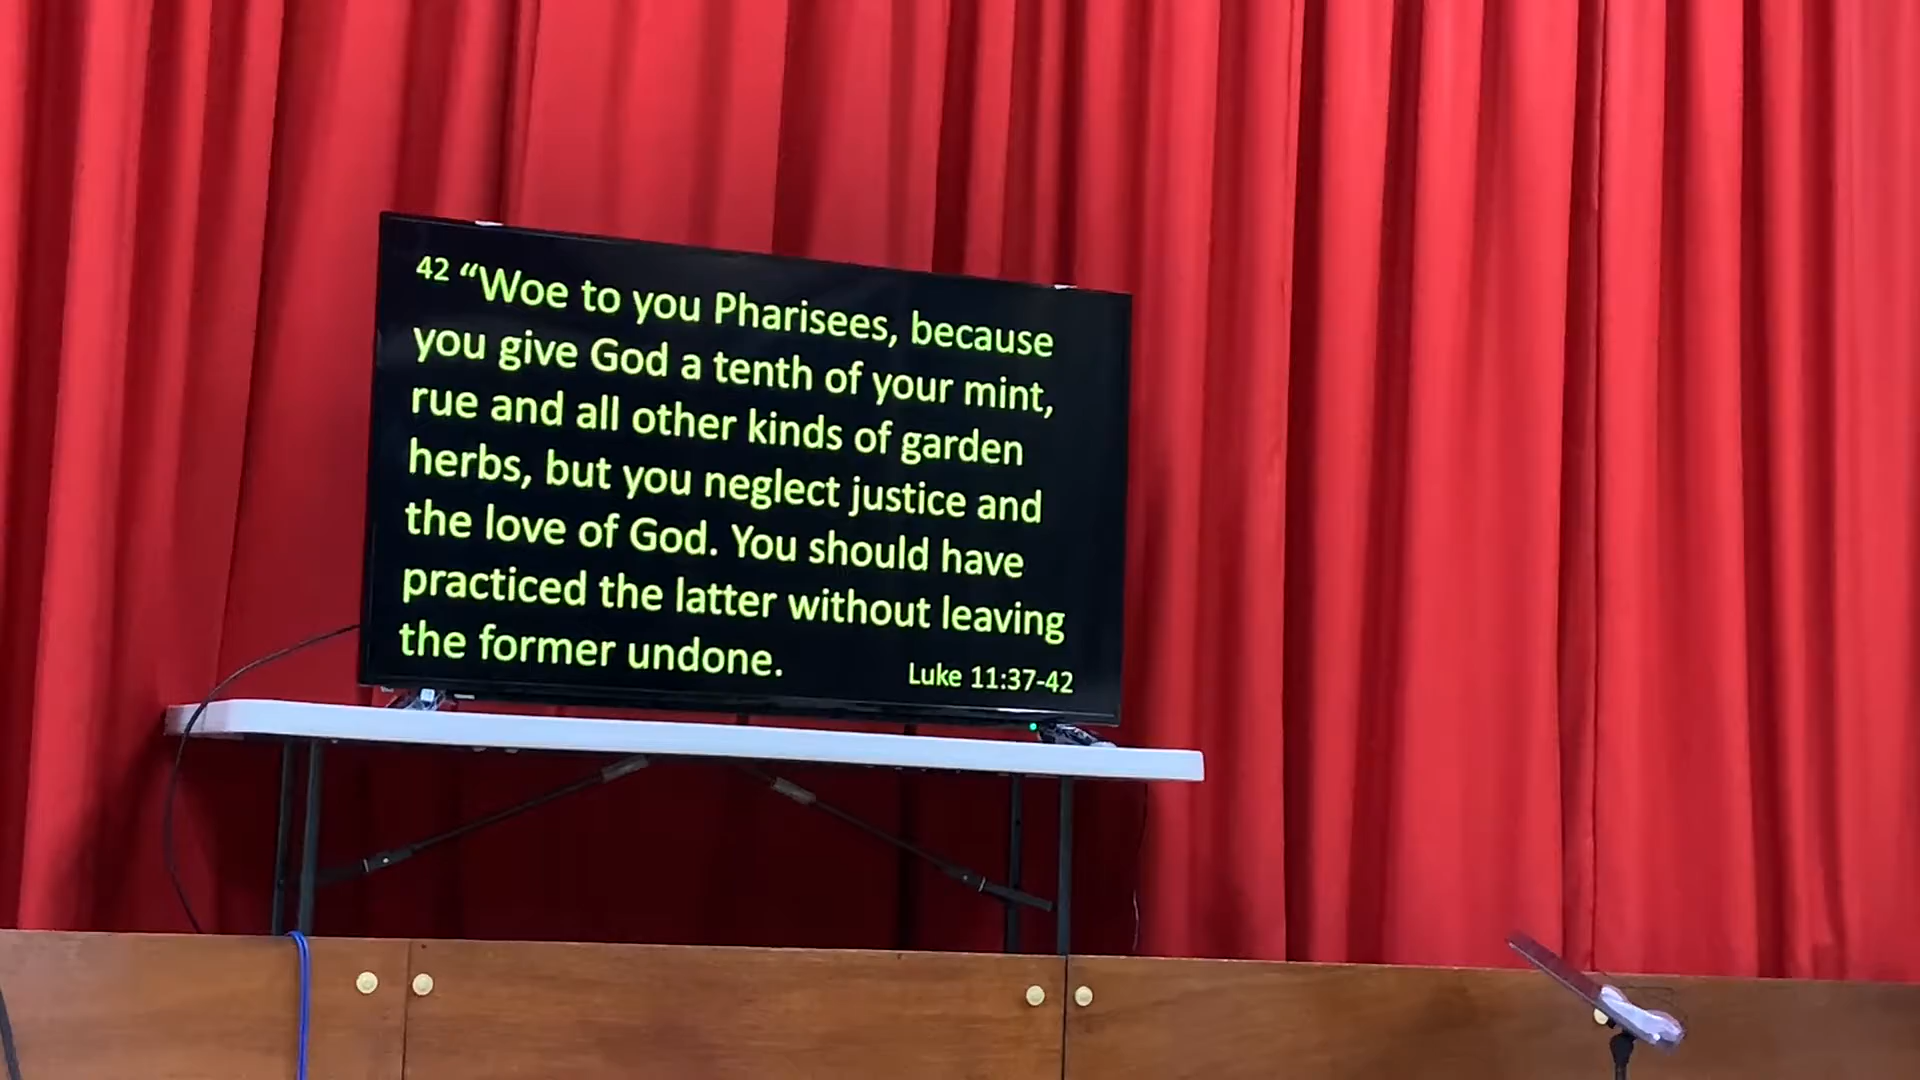 42 “Woe to you Pharisees, because
you give God a tenth of your mint,
rue and all other kinds of garden
herbs, but you neglect justice and
the love of God. You should have
practiced the latter without leaving
the former undone.
Luke 11:37-42